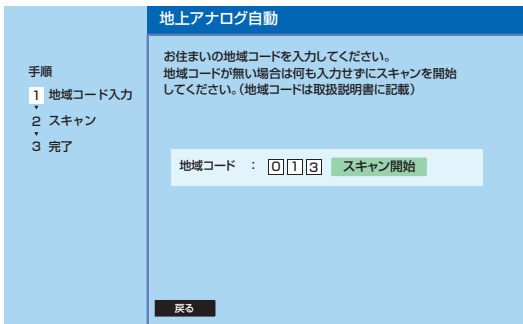 地上アナログ自動
お住まいの地域コードを入力してください。
地域コードが無い場合は何も入力せずにスキャンを開始
してください。(地域コードは取扱説明書に記載)
手順
1 地域コード入力
2 スキャン
3 完了
地域コード : 0 1 3 スキャン開始
戻る